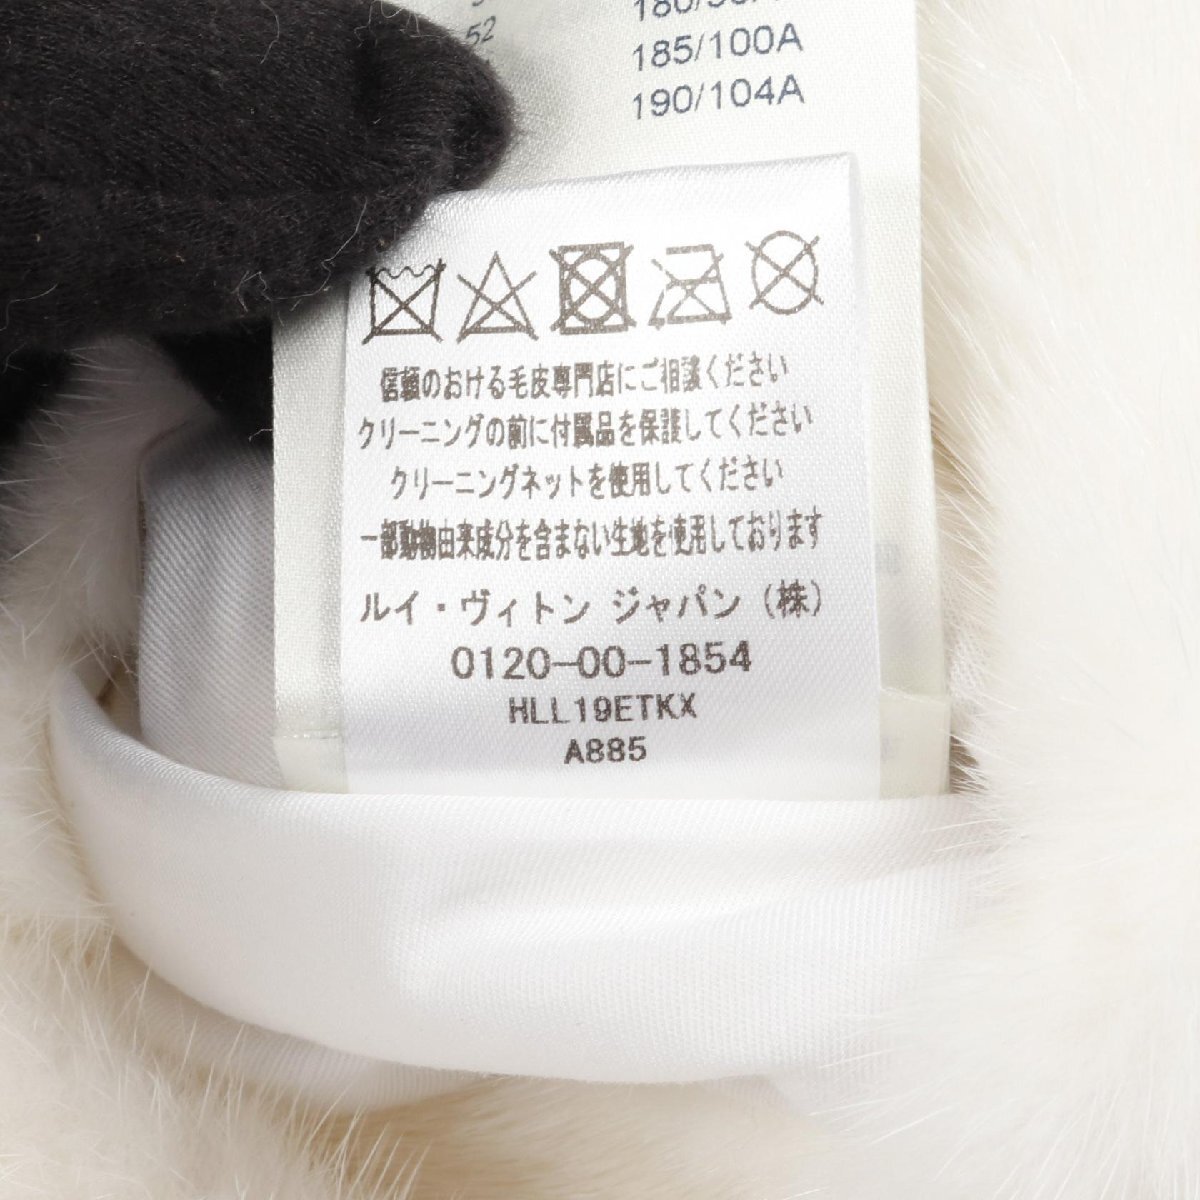 52
185/100A
190/104A
信頼のおける毛皮専門店にご相談ください
クリーニングの前に付属品を保護してください
クリーニングネットを使用してください
一部動物由来成分を含まない生地を使用しております
ルイ・ヴィトン ジャパン（株）
0120-00-1854
HLL19ETKX
A885